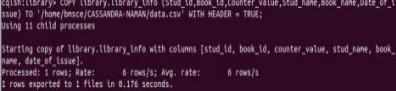 cqlsh:library> COPY library.library_info (Stud_id,Book_id,Counter_value,Stud_name,Book_name,Date_of_i
ssue) TO '/home/bmsce/CASSANDRA-NAMAN/data.csv' WITH HEADER = TRUE;
Using 11 child processes
Starting copy of library.library_info with columns [stud_id, book_id, counter_value, stud_name, book_
name, date_of_issue].
Processed: 1 rows; Rate: 6 rows/s; Avg. rate: 6 rows/s
1 rows exported to 1 files in 0.176 seconds.